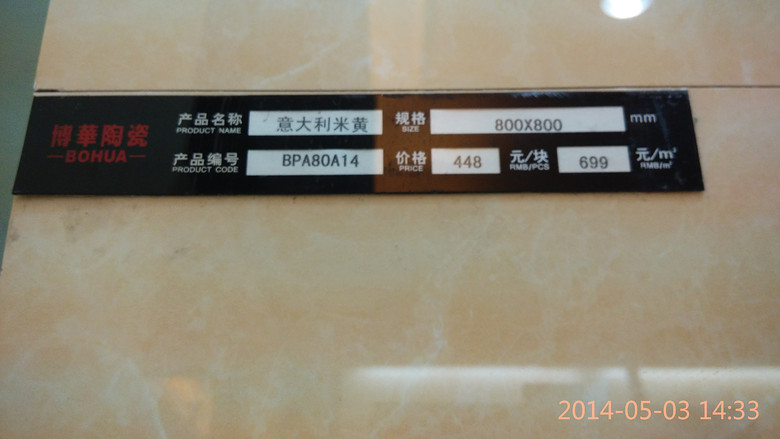 博華陶瓷
BOHUA
产品名称 意大利米黄 规格 800X800 mm
PRODUCT NAME SIZE
产品编号 BPA80A14 价格 448 元/块 699 元/m²
PRODUCT CODE PRICE RMB/PCS RMB/m²
2014-05-03 14:33